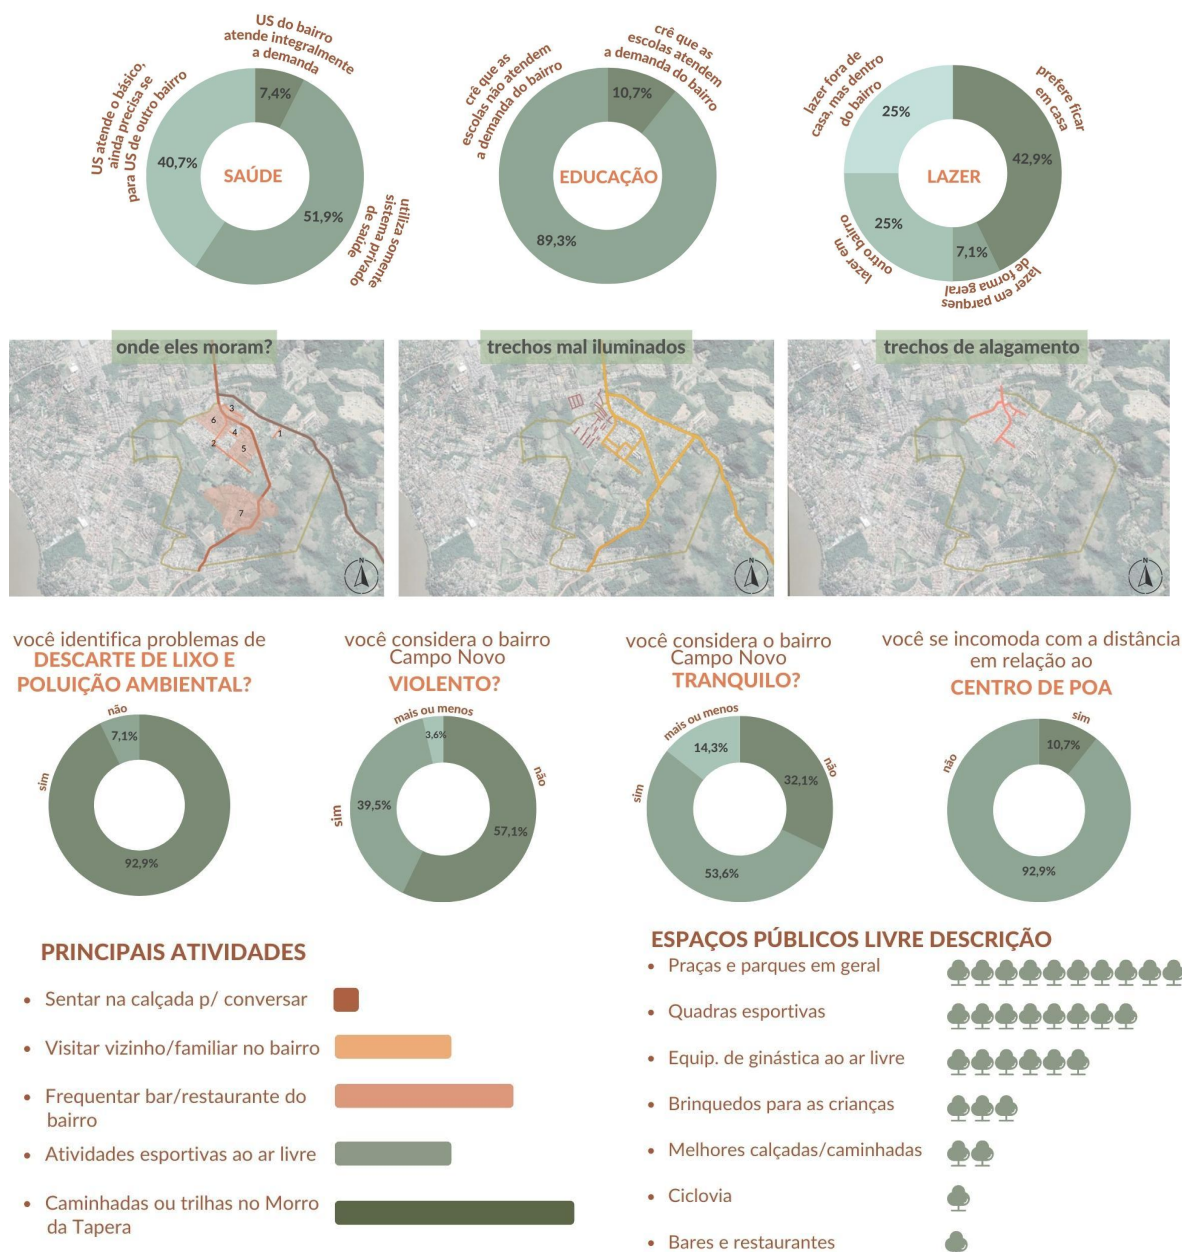 US do bairro
atende integralmente
a demanda
7,4%
US atende o básico,
ainda precisa se
para US de outro bairro
40,7%
SAÚDE
51,9%
utiliza somente
sistema privado
de saúde
crê que as
escolas não atendem
a demanda do bairro
crê que as
escolas atendem
a demanda do bairro
10,7%
EDUCAÇÃO
89,3%
lazer fora de
casa, mas dentro
do bairro
25%
prefere ficar
em casa
42,9%
LAZER
25%
lazer em
outro bairro
7,1%
lazer em parques
de forma geral
onde eles moram?
3
6
4
1
2
5
7
N
trechos mal iluminados
N
trechos de alagamento
N
você identifica problemas de
DESCARTE DE LIXO E
POLUIÇÃO AMBIENTAL?
não
7,1%
sim
92,9%
você considera o bairro
Campo Novo
VIOLENTO?
mais ou menos
3,6%
não
39,5%
sim
57,1%
você considera o bairro
Campo Novo
TRANQUILO?
mais ou menos
14,3%
não
32,1%
sim
53,6%
você se incomoda com a distância
em relação ao
CENTRO DE POA
sim
10,7%
não
92,9%
PRINCIPAIS ATIVIDADES
• Sentar na calçada p/ conversar
• Visitar vizinho/familiar no bairro
• Frequentar bar/restaurante do
bairro
• Atividades esportivas ao ar livre
• Caminhadas ou trilhas no Morro
da Tapera
ESPAÇOS PÚBLICOS LIVRE DESCRIÇÃO
• Praças e parques em geral
• Quadras esportivas
• Equip. de ginástica ao ar livre
• Brinquedos para as crianças
• Melhores calçadas/caminhadas
• Ciclovia
• Bares e restaurantes